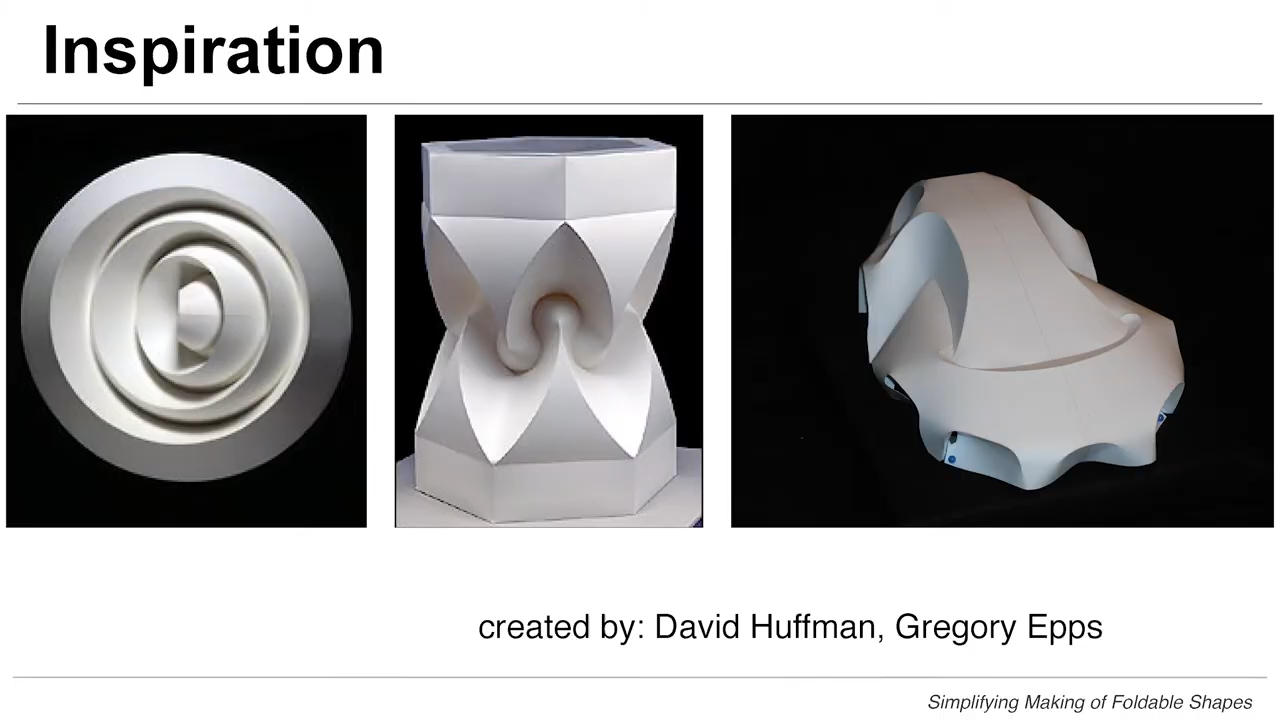 Inspiration
created by: David Huffman, Gregory Epps
Simplifying Making of Foldable Shapes